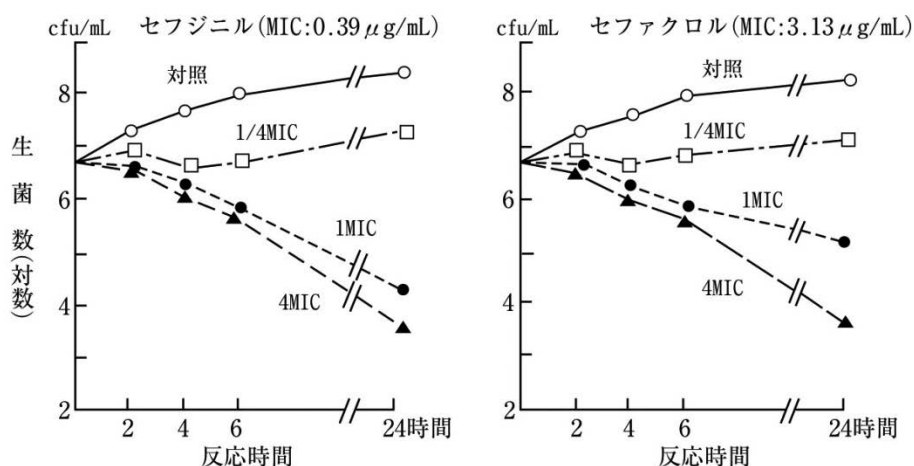 cfu/mL セフジニル(MIC:0.39μg/mL)
対照
8
1/4MIC
6
1MIC
4
4MIC
2
生菌数(対数)
2 4 6 24時間
反応時間
cfu/mL セファクロル(MIC:3.13μg/mL)
対照
8
1/4MIC
6
1MIC
4
4MIC
2
2 4 6 24時間
反応時間